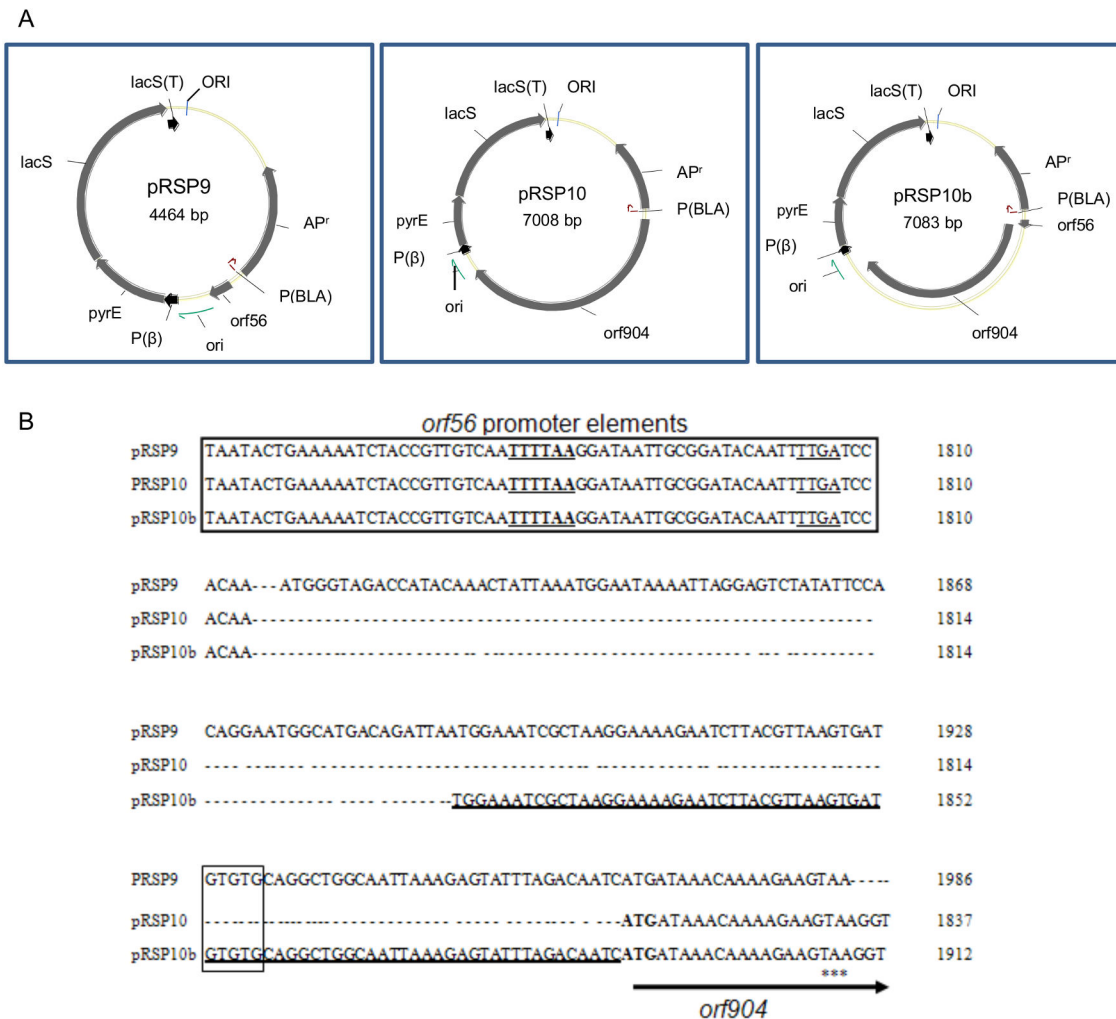 A
lacS(T) ORI
lacS
pRSP9
4464 bp
APr
P(BLA)
orf56
ori
P(β)
pyrE
lacS(T) ORI
lacS
APr
pRSP10
7008 bp
P(BLA)
pyrE
P(β)
ori
orf904
lacS(T) ORI
lacS
APr
pRSP10b
7083 bp
P(BLA)
orf56
pyrE
P(β)
ori
orf904
B
orf56 promoter elements
pRSP9 TAATACTGAAAAATCTACCGTTGTCAATTTTAAGGATAATTGCGGATACAATTTTGATCC 1810
PRSP10 TAATACTGAAAAATCTACCGTTGTCAATTTTAAGGATAATTGCGGATACAATTTTGATCC 1810
pRSP10b TAATACTGAAAAATCTACCGTTGTCAATTTTAAGGATAATTGCGGATACAATTTTGATCC 1810
pRSP9 ACAA---ATGGGTAGACCATACAAACTATTAAATGGAATAAAATTAGGAGTCTATATTCCA 1868
pRSP10 ACAA-------------------------------------------------------- 1814
pRSP10b ACAA-------------------------------------------------------- 1814
pRSP9 CAGGAATGGCATGACAGATTAATGGAAATCGCTAAGGAAAAGAATCTTACGTTAAGTGAT 1928
pRSP10 ------------------------------------------------------------ 1814
pRSP10b ----------------------TGGAAATCGCTAAGGAAAAGAATCTTACGTTAAGTGAT 1852
PRSP9 GTGTGCAGGCTGGCAATTAAAGAGTATTTAGACAATCATGATAAACAAAAGAAGTAA----- 1986
pRSP10 -------------------------------------ATGATAAACAAAAGAAGTAAGGT 1837
pRSP10b GTGTGCAGGCTGGCAATTAAAGAGTATTTAGACAATCATGATAAACAAAAGAAGTAAGGT 1912
***
orf904